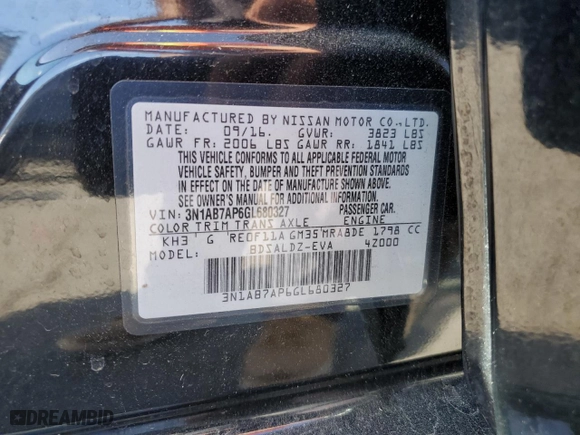 MANUFACTURED BY NISSAN MOTOR CO.,LTD.
DATE: 09/16. GVWR: 3823 LBS
GAWR FR: 2006 LBS GAWR RR: 1841 LBS
THIS VEHICLE CONFORMS TO ALL APPLICABLE FEDERAL MOTOR
VEHICLE SAFETY, BUMPER AND THEFT PREVENTION STANDARDS
IN EFFECT ON THE DATE OF MANUFACTURE SHOWN ABOVE.
SEE OWNER'S MANUAL FOR ADDITIONAL INFORMATION.
VIN: 3N1AB7AP6GL680327 PASSENGER CAR.
COLOR TRIM TRANS AXLE ENGINE
KH3 G RE0F11A GM35 MRA8DE 1798 CC
MODEL: BDSALDZ-EVA 4Z000
3N1AB7AP6GL680327
DREAMBID